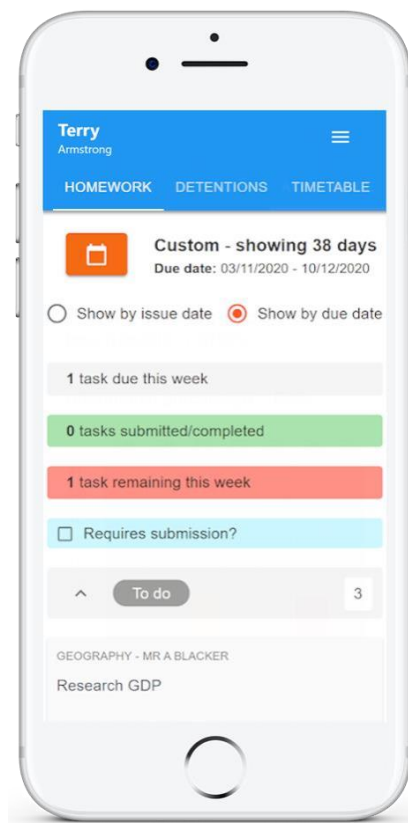 Terry
Armstrong
HOMEWORK DETENTIONS TIMETABLE
Custom - showing 38 days
Due date: 03/11/2020 - 10/12/2020
Show by issue date Show by due date
1 task due this week
0 tasks submitted/completed
1 task remaining this week
Requires submission?
To do 3
GEOGRAPHY - MR A BLACKER
Research GDP